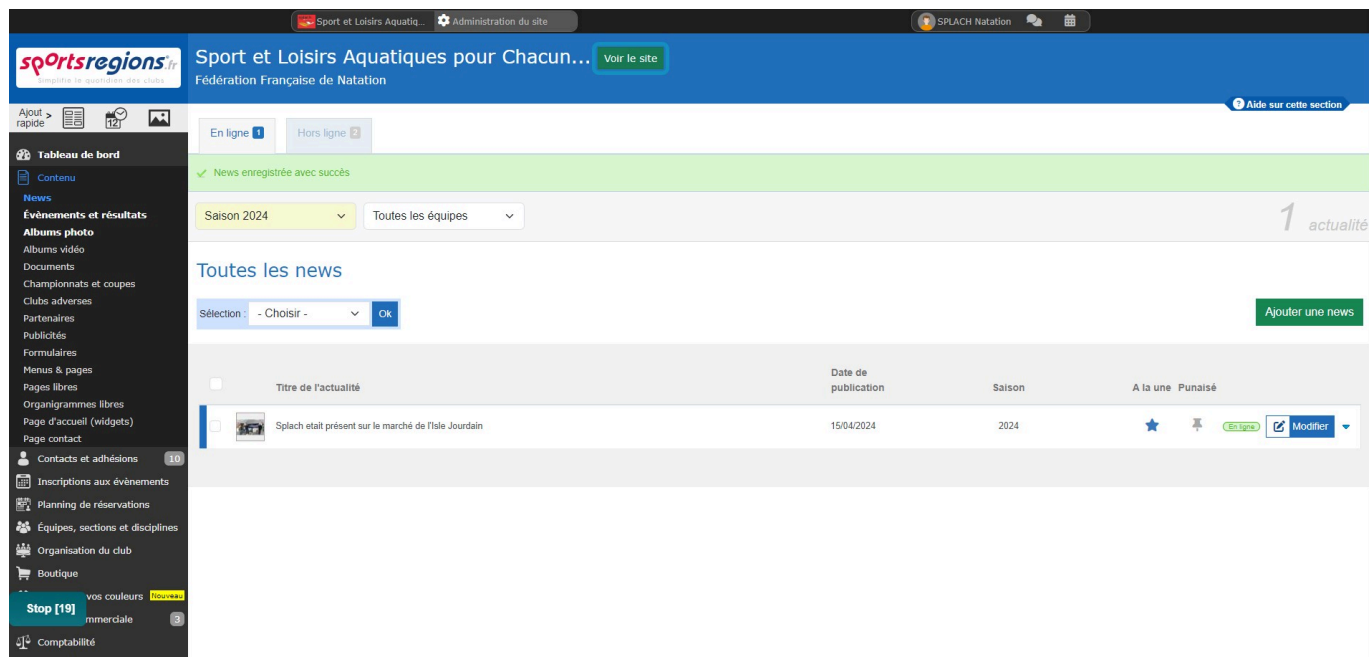 Sport et Loisirs Aquatiq... Administration du site SPLACH Natation
sportsregions.fr
Simplifie le quotidien des clubs
Sport et Loisirs Aquatiques pour Chacun... Voir le site
Fédération Française de Natation
Aide sur cette section
Ajout rapide > 12
En ligne 1 Hors ligne 2
Tableau de bord
Contenu
News enregistrée avec succès
News
Évènements et résultats
Albums photo
Albums vidéo
Documents
Championnats et coupes
Clubs adverses
Partenaires
Publicités
Formulaires
Menus & pages
Pages libres
Organigrammes libres
Page d'accueil (widgets)
Page contact
Contacts et adhésions 10
Inscriptions aux évènements
Planning de réservations
Équipes, sections et disciplines
Organisation du club
Boutique
vos couleurs Nouveau
Stop [19]
mmerciale 3
Comptabilité
Saison 2024 Toutes les équipes 1 actualité
Toutes les news
Sélection : - Choisir - Ok Ajouter une news
Titre de l'actualité Date de publication Saison A la une Punaisé
Splach etait présent sur le marché de l'Isle Jourdain 15/04/2024 2024 En ligne Modifier